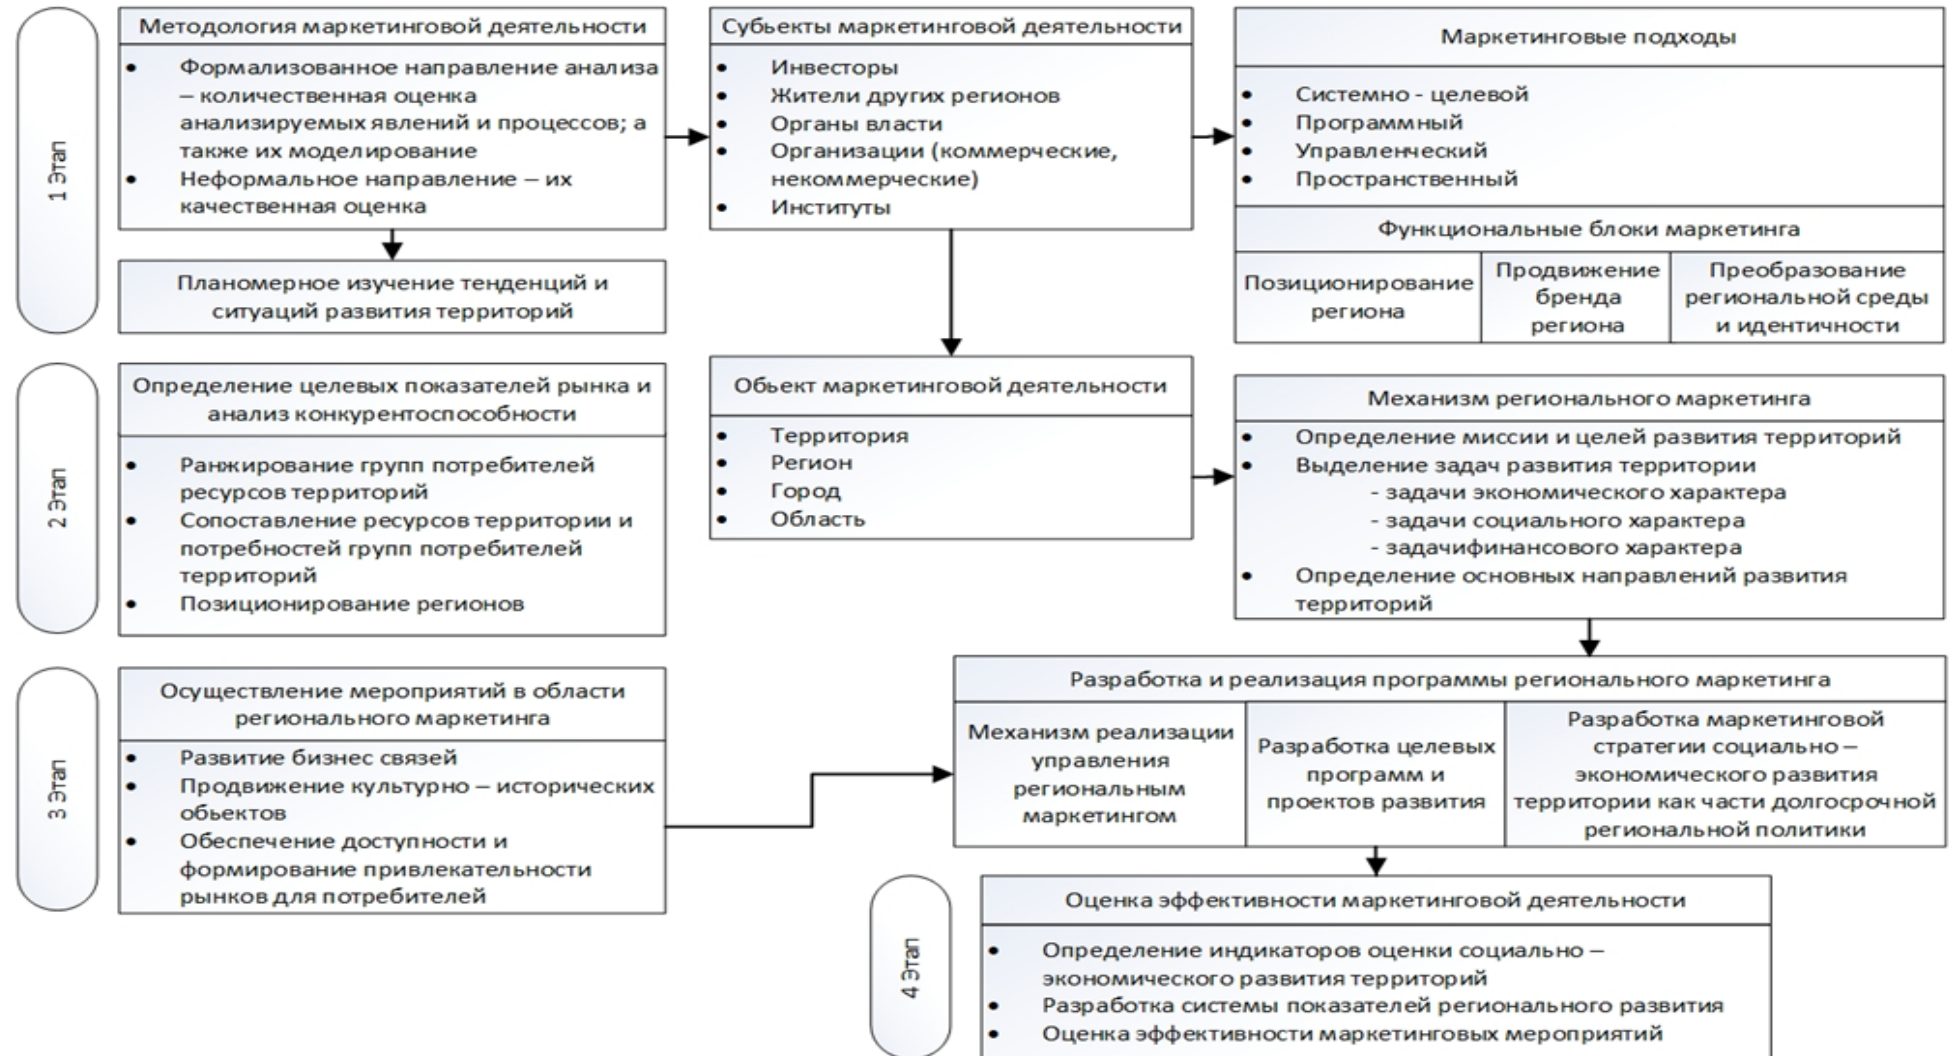 1 Этап
Методология маркетинговой деятельности
• Формализованное направление анализа
– количественная оценка
анализируемых явлений и процессов; а
также их моделирование
• Неформальное направление – их
качественная оценка
Планомерное изучение тенденций и
ситуаций развития территорий
Субъекты маркетинговой деятельности
• Инвесторы
• Жители других регионов
• Органы власти
• Организации (коммерческие,
некоммерческие)
• Институты
Маркетинговые подходы
• Системно - целевой
• Программный
• Управленческий
• Пространственный
Функциональные блоки маркетинга
Позиционирование
региона
Продвижение
бренда
региона
Преобразование
региональной среды
и идентичности
2 Этап
Определение целевых показателей рынка и
анализ конкурентоспособности
• Ранжирование групп потребителей
ресурсов территорий
• Сопоставление ресурсов территории и
потребностей групп потребителей
территорий
• Позиционирование регионов
Обьект маркетинговой деятельности
• Территория
• Регион
• Город
• Область
Механизм регионального маркетинга
• Определение миссии и целей развития территорий
• Выделение задач развития территории
- задачи экономического характера
- задачи социального характера
- задачифинансового характера
• Определение основных направлений развития
территорий
3 Этап
Осуществление мероприятий в области
регионального маркетинга
• Развитие бизнес связей
• Продвижение культурно – исторических
обьектов
• Обеспечение доступности и
формирование привлекательности
рынков для потребителей
Разработка и реализация программы регионального маркетинга
Механизм реализации
управления
региональным
маркетингом
Разработка целевых
программ и
проектов развития
Разработка маркетинговой
стратегии социально –
экономического развития
территории как части долгосрочной
региональной политики
4 Этап
Оценка эффективности маркетинговой деятельности
• Определение индикаторов оценки социально –
экономического развития территорий
• Разработка системы показателей регионального развития
• Оценка эффективности маркетинговых мероприятий